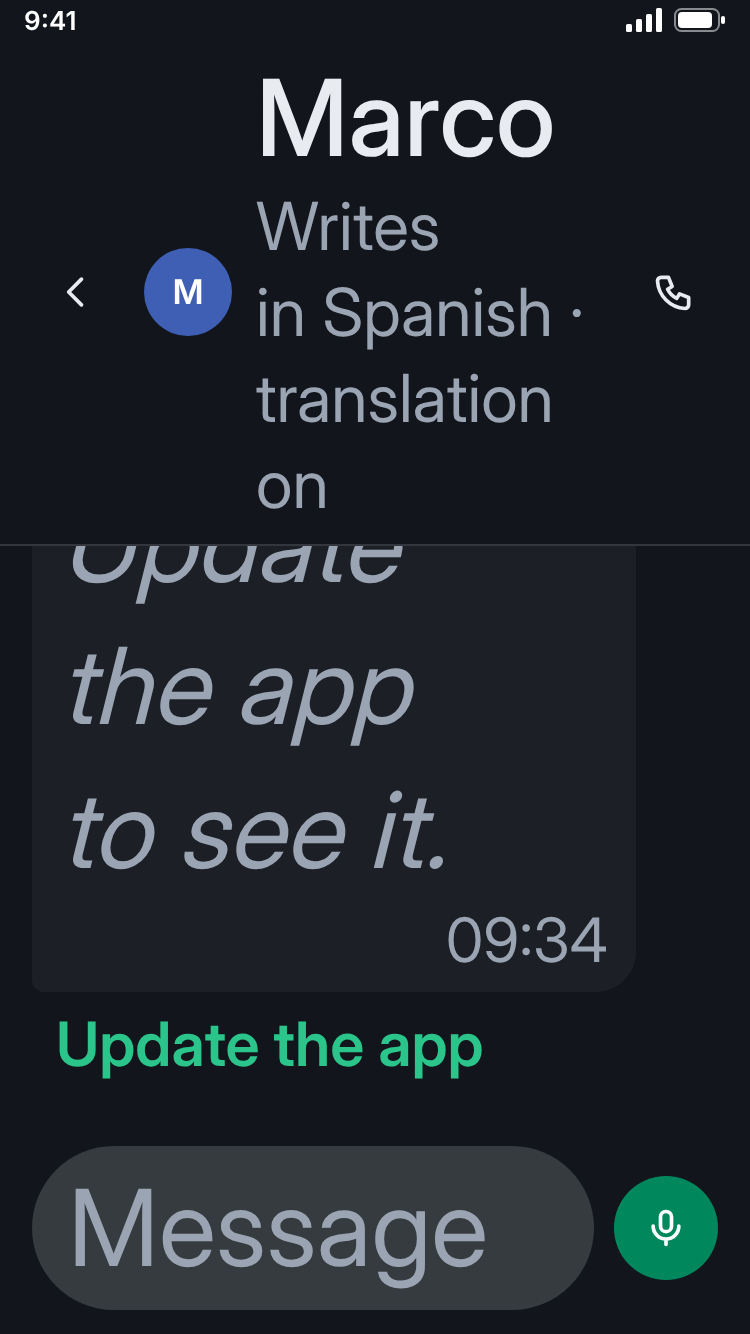 9:41
Marco
Writes
in Spanish ·
translation
on
M
Update
the app
to see it.
09:34
Update the app
Message